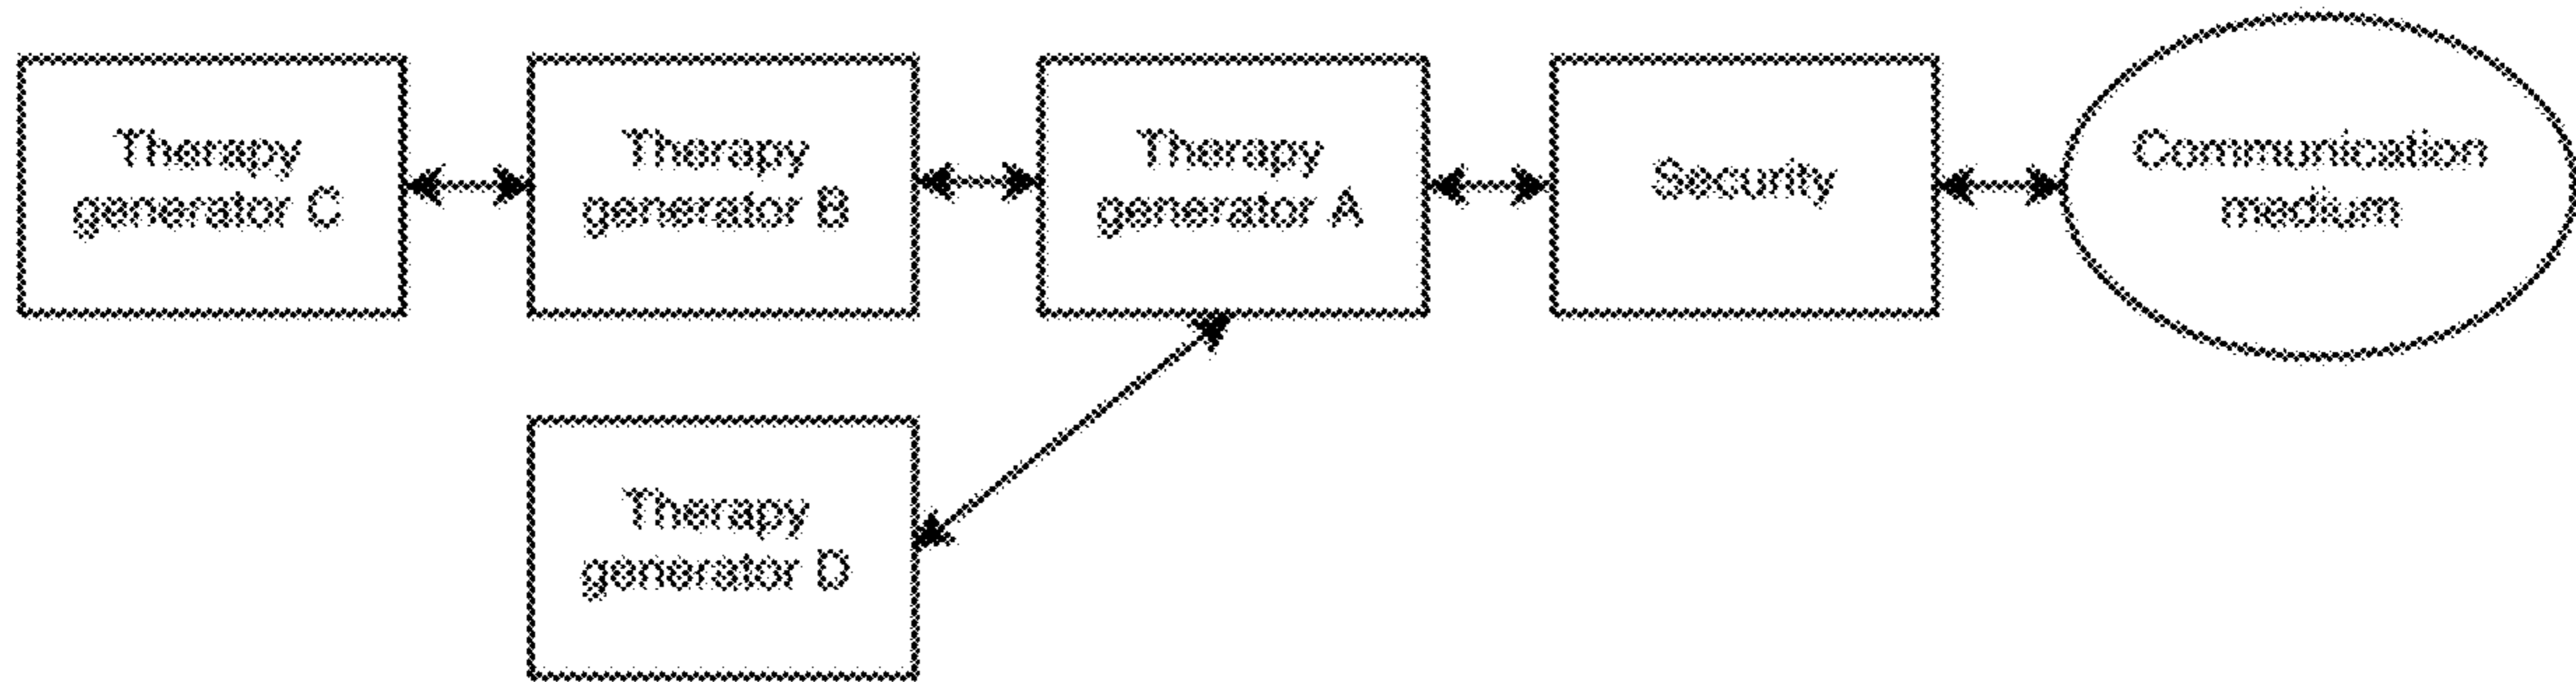 Therapy
generator C
Therapy
generator B
Therapy
generator A
Security
Communication
medium
Therapy
generator D